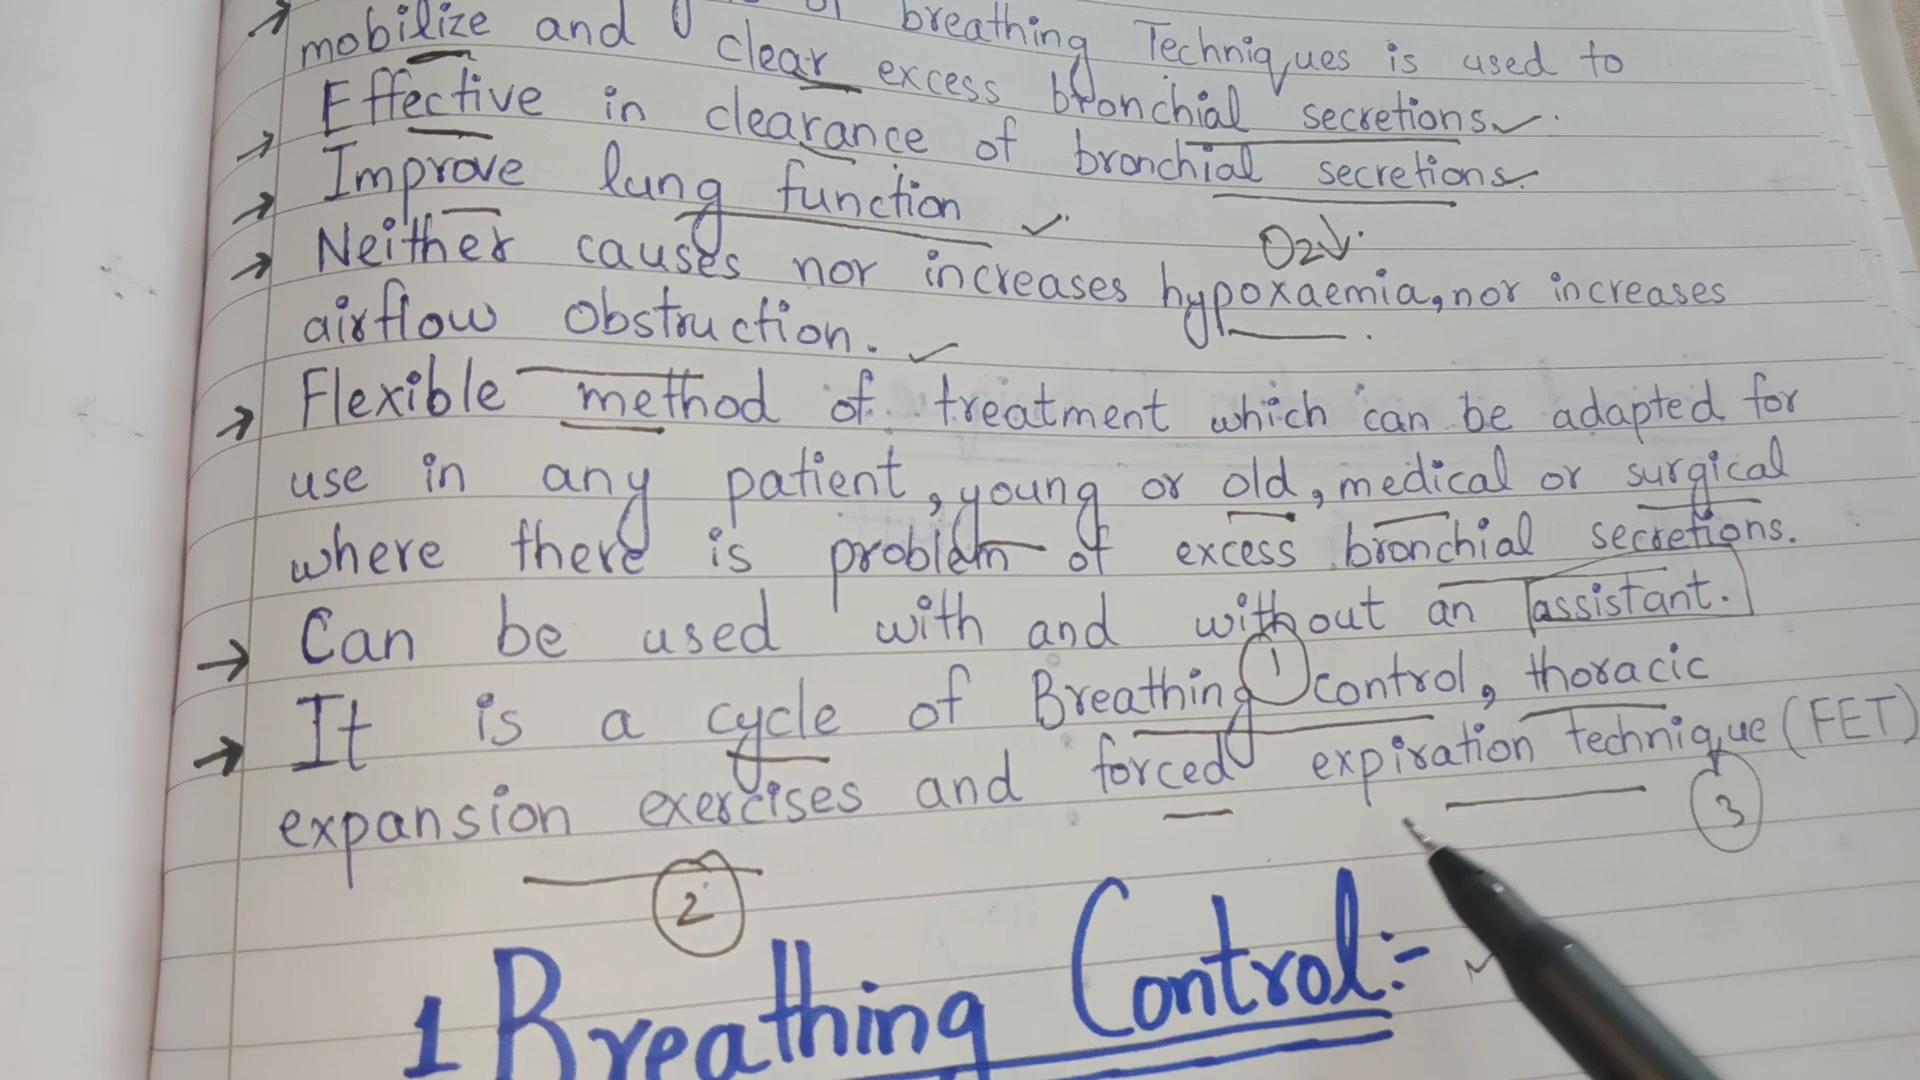 of breathing Techniques is used to
mobilize and clear excess bronchial secretions.
Effective in clearance of bronchial secretions.
Improve lung function
O2↓
Neither causes nor increases hypoxaemia, nor increases
airflow obstruction.
Flexible method of treatment which can be adapted for
use in any patient, young or old, medical or surgical
where there is problem of excess bronchial secretions.
Can be used with and without an assistant.
1
It is a cycle of Breathing control, thoracic
expansion exercises and forced expiration technique (FET)
3
2
1 Breathing Control:-